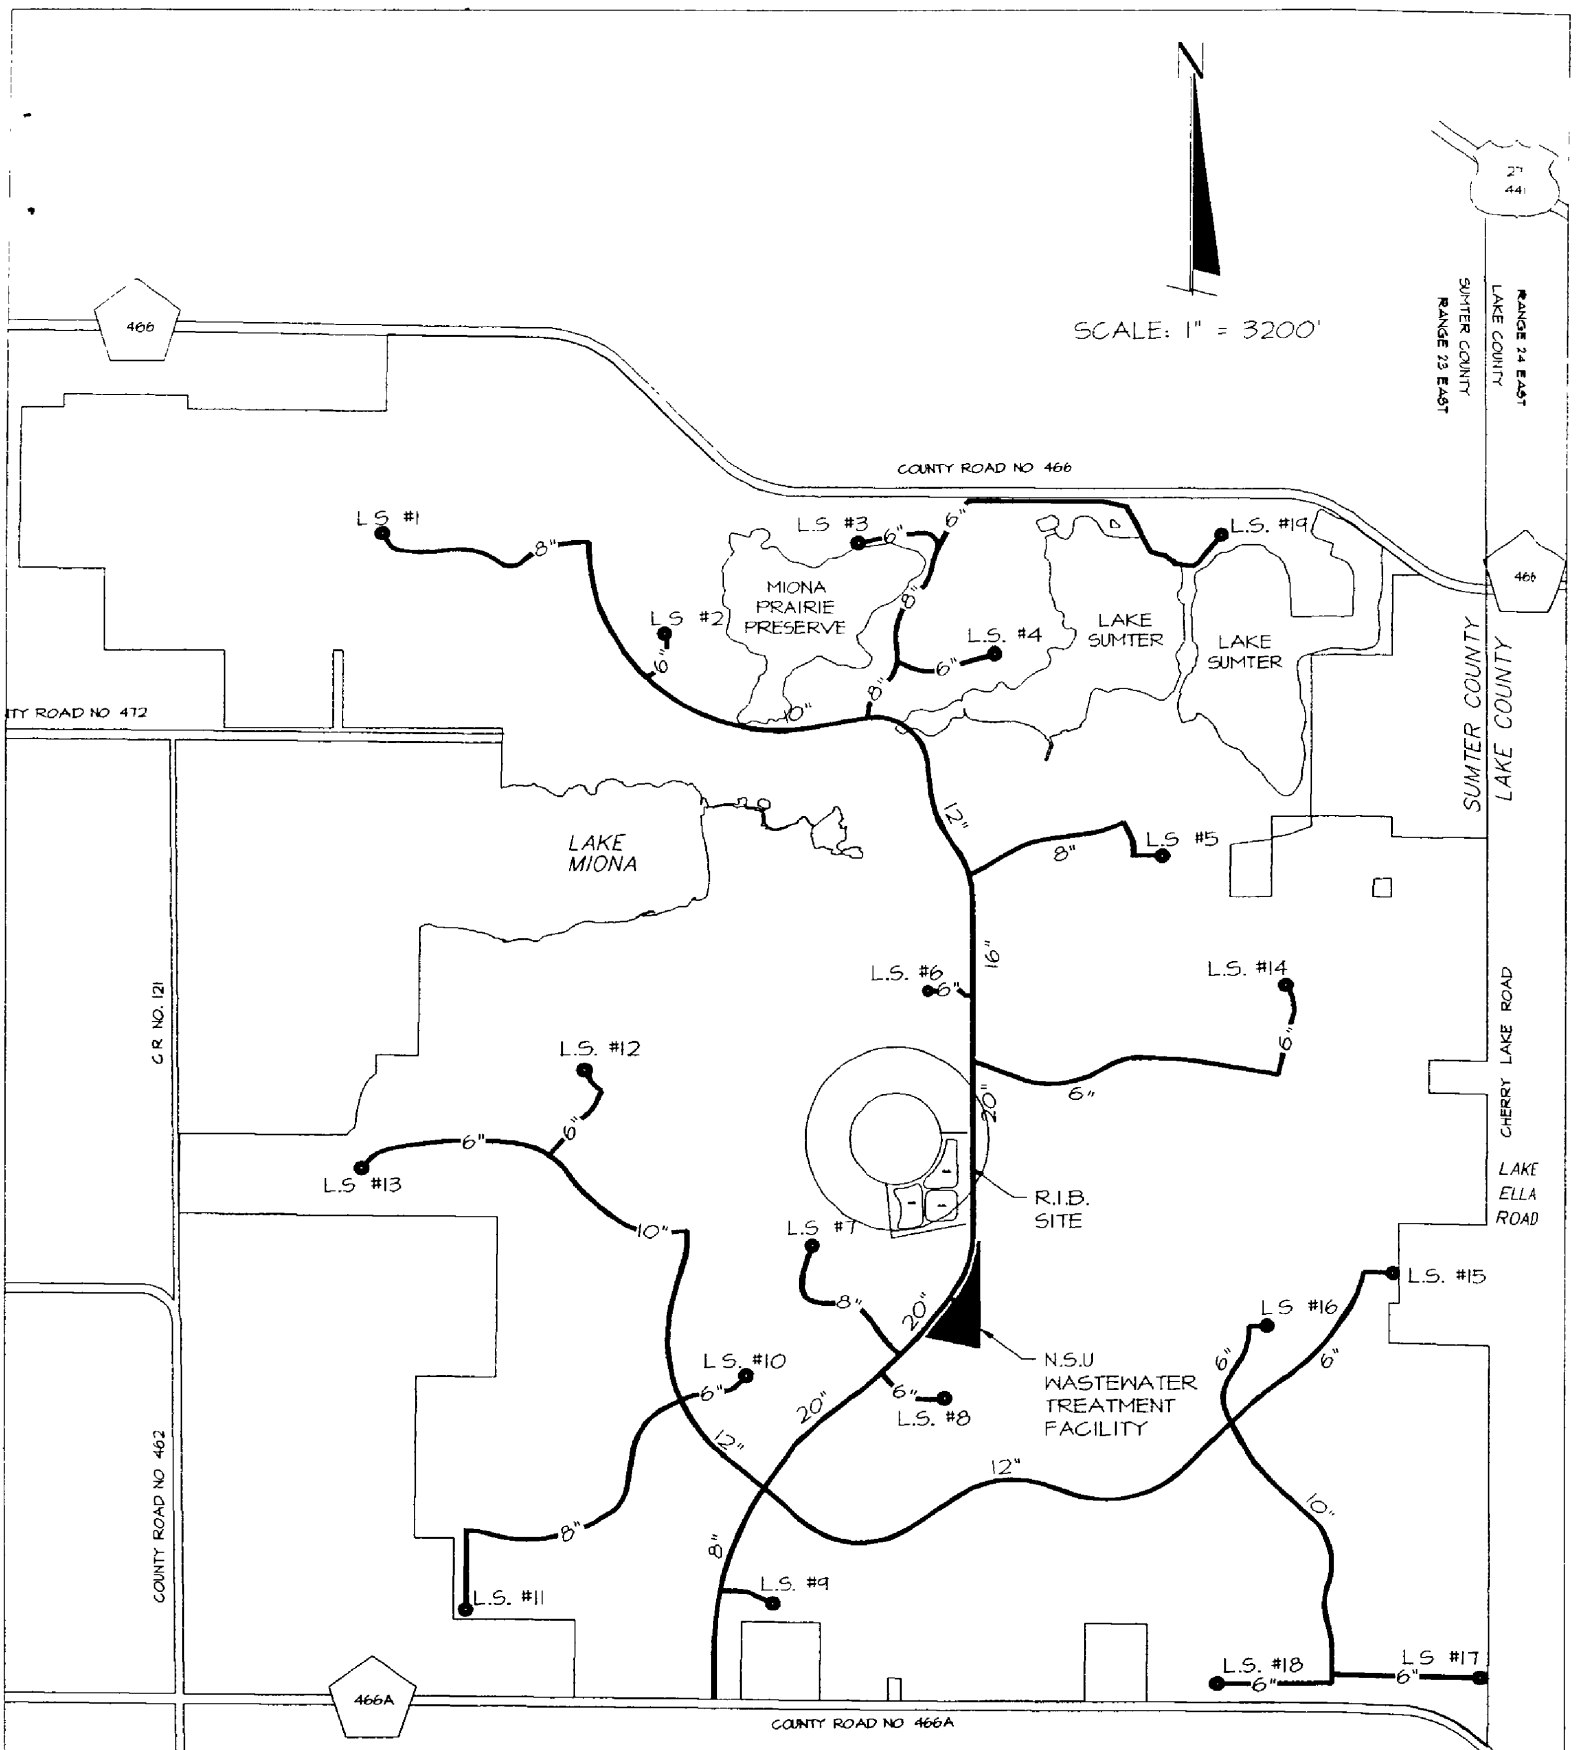 N
27
441
SCALE: 1" = 3200'
RANGE 24 EAST
LAKE COUNTY
SUMTER COUNTY
RANGE 23 EAST
466
COUNTY ROAD NO 466
L S #1
8"
L.S #3
6"
6"
L.S. #19
466
MIONA
PRAIRIE
PRESERVE
8"
L S #2
6"
L.S. #4
6"
8"
LAKE
SUMTER
LAKE
SUMTER
SUMTER COUNTY
LAKE COUNTY
TY ROAD NO 472
10"
12"
LAKE
MIONA
8"
L.S #5
16"
L.S. #6
6"
L.S. #14
6"
6"
C.R NO. 121
CHERRY LAKE ROAD
L.S. #12
6"
20"
6"
L.S #13
LAKE
ELLA
ROAD
R.I.B.
SITE
10"
L.S #7
8"
20"
L.S. #15
L S #16
6"
6"
N.S.U
WASTEWATER
TREATMENT
FACILITY
L S. #10
6"
6"
L.S. #8
20"
12"
12"
10"
COUNTY ROAD NO 462
8"
8"
L.S. #9
L.S. #11
L.S. #18
6"
L S #17
6"
466A
COUNTY ROAD NO 466A